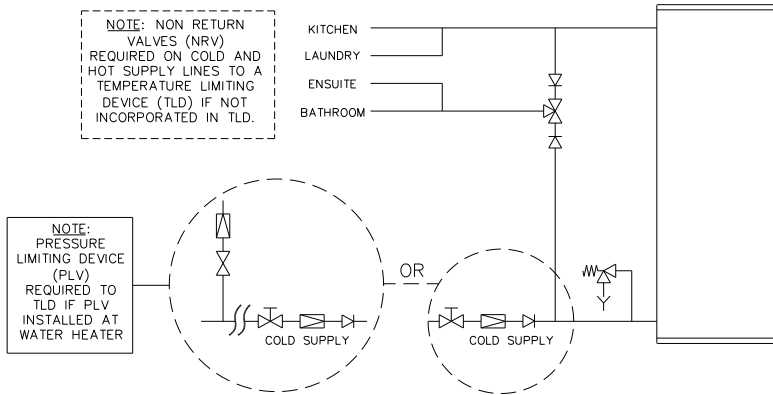 NOTE: NON RETURN
VALVES (NRV)
REQUIRED ON COLD AND
HOT SUPPLY LINES TO A
TEMPERATURE LIMITING
DEVICE (TLD) IF NOT
INCORPORATED IN TLD.
KITCHEN
LAUNDRY
ENSUITE
BATHROOM
NOTE:
PRESSURE
LIMITING DEVICE
(PLV)
REQUIRED TO
TLD IF PLV
INSTALLED AT
WATER HEATER
OR
COLD SUPPLY
COLD SUPPLY